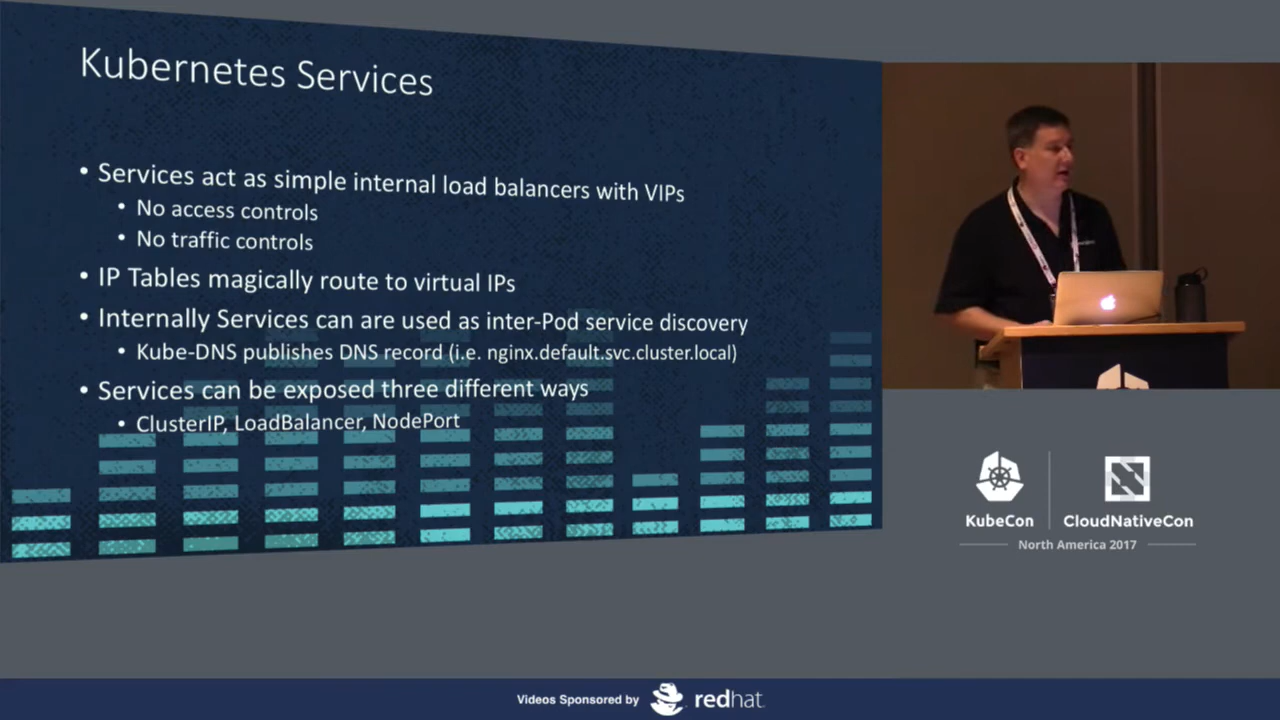 Kubernetes Services
• Services act as simple internal load balancers with VIPs
• No access controls
• No traffic controls
• IP Tables magically route to virtual IPs
• Internally Services can are used as inter-Pod service discovery
• Kube-DNS publishes DNS record (i.e. nginx.default.svc.cluster.local)
• Services can be exposed three different ways
• ClusterIP, LoadBalancer, NodePort
KubeCon
CloudNativeCon
North America 2017
Videos Sponsored by
redhat.